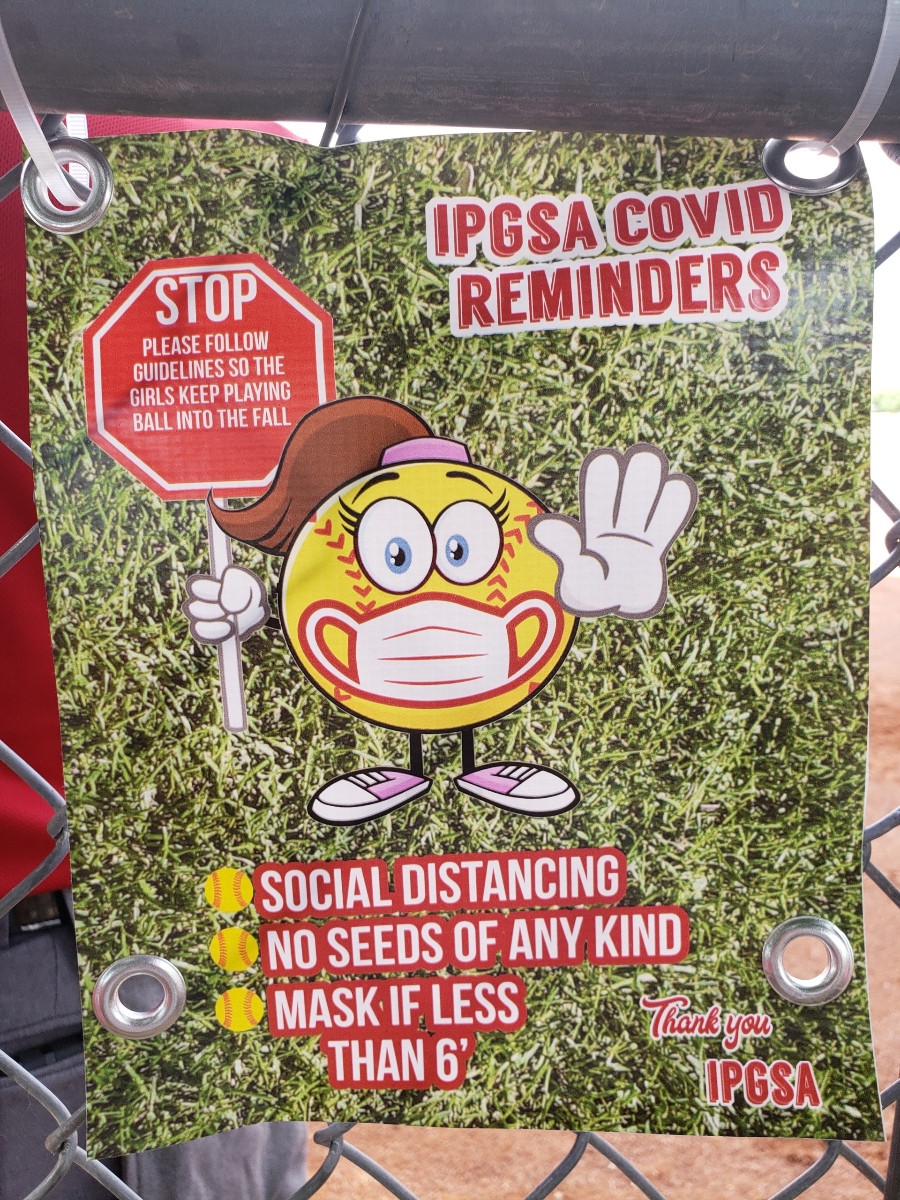 IPGSA COVID
REMINDERS
STOP
PLEASE FOLLOW
GUIDELINES SO THE
GIRLS KEEP PLAYING
BALL INTO THE FALL
SOCIAL DISTANCING
NO SEEDS OF ANY KIND
MASK IF LESS
THAN 6'
Thank you
IPGSA